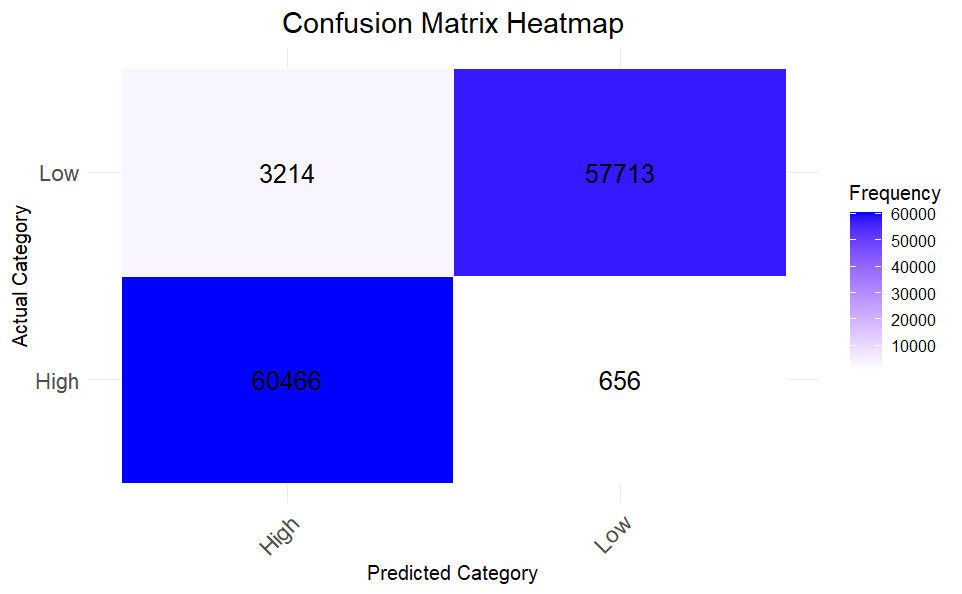 Confusion Matrix Heatmap
Low
3214
57713
High
60466
656
High
Low
Predicted Category
Actual Category
Frequency
60000
50000
40000
30000
20000
10000